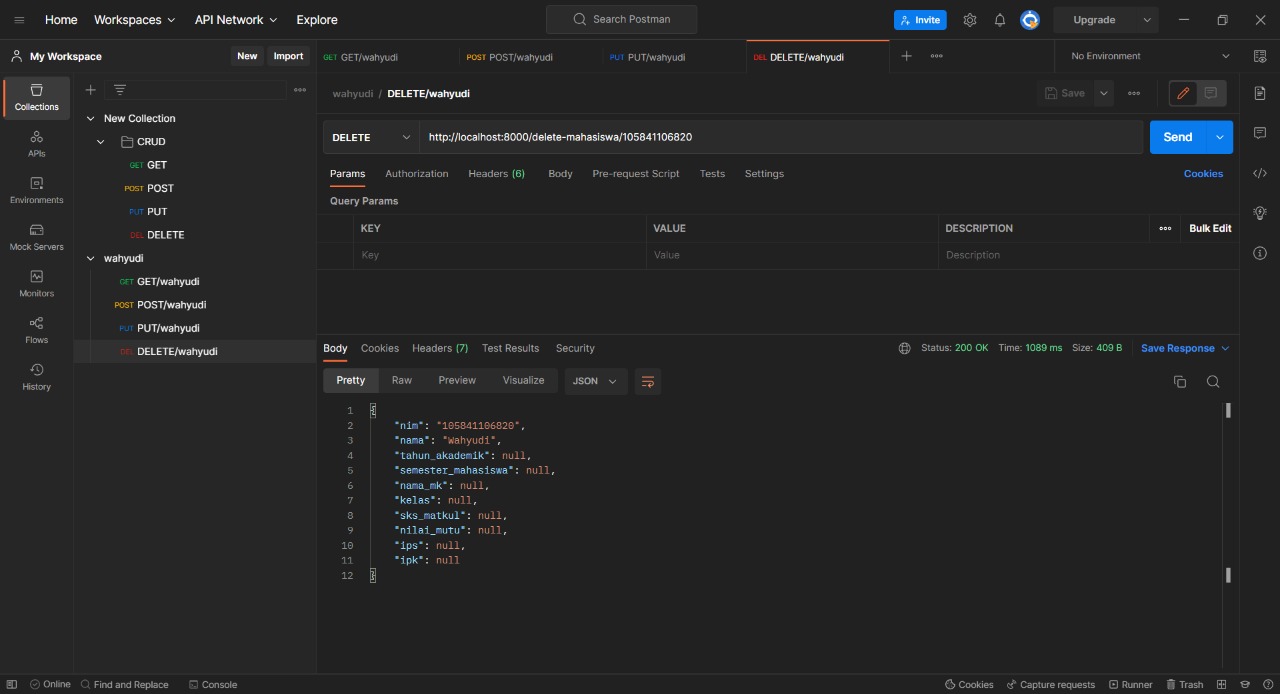 Home Workspaces API Network Explore Search Postman Invite Upgrade
My Workspace New Import GET GET/wahyudi POST POST/wahyudi PUT PUT/wahyudi DEL DELETE/wahyudi No Environment
wahyudi / DELETE/wahyudi Save
Collections
APIs
Environments
Mock Servers
Monitors
Flows
History
New Collection
CRUD
GET GET
POST POST
PUT PUT
DEL DELETE
wahyudi
GET GET/wahyudi
POST POST/wahyudi
PUT PUT/wahyudi
DEL DELETE/wahyudi
DELETE http://localhost:8000/delete-mahasiswa/105841106820 Send
Params Authorization Headers (6) Body Pre-request Script Tests Settings Cookies
Query Params
KEY VALUE DESCRIPTION Bulk Edit
Key Value Description
Body Cookies Headers (7) Test Results Security Status: 200 OK Time: 1089 ms Size: 409 B Save Response
Pretty Raw Preview Visualize JSON
1 {
2 "nim": "105841106820",
3 "nama": "Wahyudi",
4 "tahun_akademik": null,
5 "semester_mahasiswa": null,
6 "nama_mk": null,
7 "kelas": null,
8 "sks_matkul": null,
9 "nilai_mutu": null,
10 "ips": null,
11 "ipk": null
12 }
Online Find and Replace Console Cookies Capture requests Runner Trash